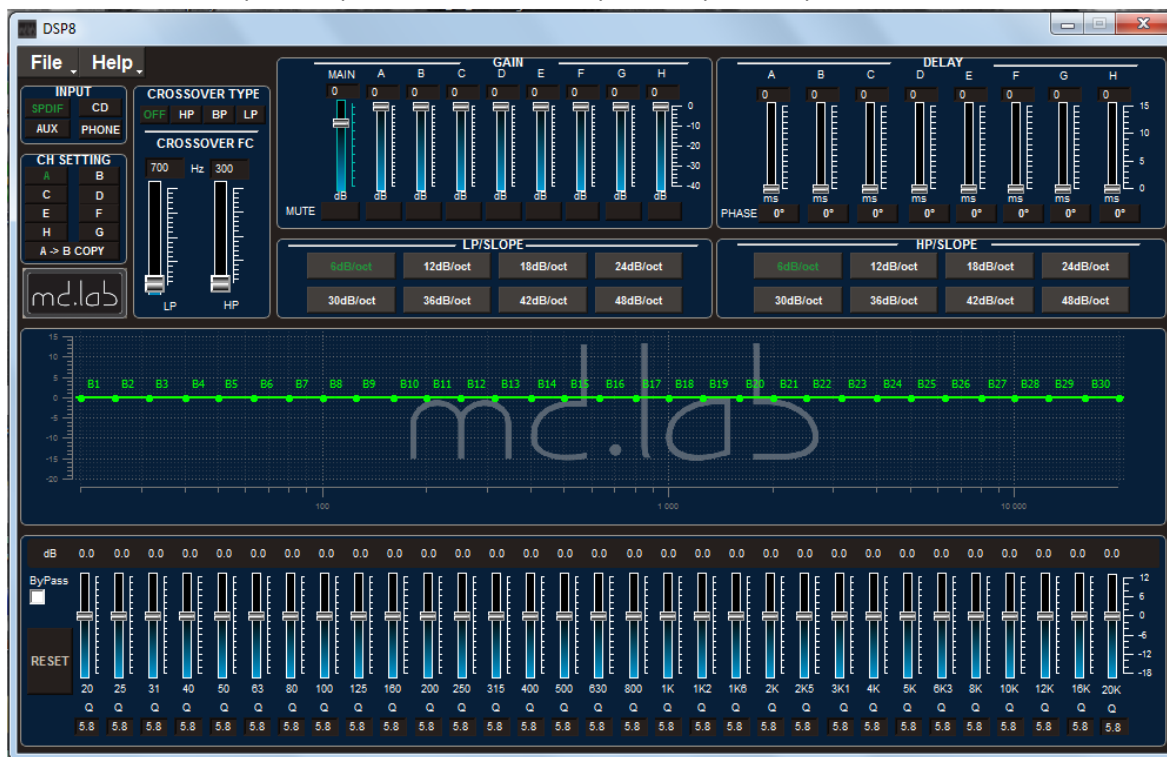 DSP8
File Help
INPUT
SPDIF CD
AUX PHONE
CH SETTING
A B
C D
E F
H G
A -> B COPY
md.lab
CROSSOVER TYPE
OFF HP BP LP
CROSSOVER FC
700 Hz 300
LP HP
GAIN
MAIN A B C D E F G H
0 0 0 0 0 0 0 0 0
0
-10
-20
-30
-40
dB dB dB dB dB dB dB dB dB
MUTE
DELAY
A B C D E F G H
0 0 0 0 0 0 0 0
15
10
5
0
ms ms ms ms ms ms ms ms
PHASE 0° 0° 0° 0° 0° 0° 0° 0°
LP/SLOPE
6dB/oct 12dB/oct 18dB/oct 24dB/oct
30dB/oct 36dB/oct 42dB/oct 48dB/oct
HP/SLOPE
6dB/oct 12dB/oct 18dB/oct 24dB/oct
30dB/oct 36dB/oct 42dB/oct 48dB/oct
15
10
5
B1 B2 B3 B4 B5 B6 B7 B8 B9 B10 B11 B12 B13 B14 B15 B16 B17 B18 B19 B20 B21 B22 B23 B24 B25 B26 B27 B28 B29 B30
0
-5
md.lab
-10
-15
-20
100 1 000 10 000
dB 0.0 0.0 0.0 0.0 0.0 0.0 0.0 0.0 0.0 0.0 0.0 0.0 0.0 0.0 0.0 0.0 0.0 0.0 0.0 0.0 0.0 0.0 0.0 0.0 0.0 0.0 0.0 0.0 0.0 0.0 0.0
ByPass
12
6
0
-6
-12
-18
RESET
20 25 31 40 50 63 80 100 125 160 200 250 315 400 500 630 800 1K 1K2 1K6 2K 2K5 3K1 4K 5K 6K3 8K 10K 12K 16K 20K
Q Q Q Q Q Q Q Q Q Q Q Q Q Q Q Q Q Q Q Q Q Q Q Q Q Q Q Q Q Q Q
5.8 5.8 5.8 5.8 5.8 5.8 5.8 5.8 5.8 5.8 5.8 5.8 5.8 5.8 5.8 5.8 5.8 5.8 5.8 5.8 5.8 5.8 5.8 5.8 5.8 5.8 5.8 5.8 5.8 5.8 5.8